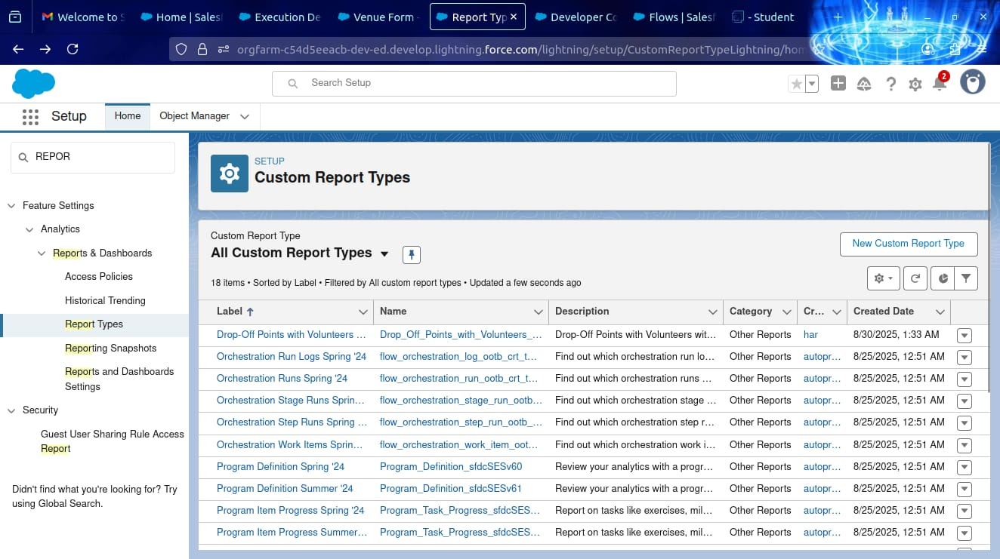 Welcome to S
Home | Salesf
Execution De
Venue Form -
Report Typ
Developer Co
Flows | Salesf
- Student
orgfarm-c54d5eeacb-dev-ed.develop.lightning.force.com/lightning/setup/CustomReportTypeLightning/hom
Search Setup
2
Setup
Home
Object Manager
REPOR
Feature Settings
Analytics
Reports & Dashboards
Access Policies
Historical Trending
Report Types
Reporting Snapshots
Reports and Dashboards
Settings
Security
Guest User Sharing Rule Access
Report
Didn't find what you're looking for? Try
using Global Search.
SETUP
Custom Report Types
Custom Report Type
All Custom Report Types
New Custom Report Type
18 items • Sorted by Label • Filtered by All custom report types • Updated a few seconds ago
Label Name Description Category Cr... Created Date
Drop-Off Points with Volunteers ... Drop_Off_Points_with_Volunteers_... Drop-Off Points with Volunteers wit... Other Reports har 8/30/2025, 1:33 AM
Orchestration Run Logs Spring '24 flow_orchestration_log_ootb_crt_t... Find out which orchestration run lo... Other Reports autopr... 8/25/2025, 12:51 AM
Orchestration Runs Spring '24 flow_orchestration_run_ootb_crt_t... Find out which orchestration runs ... Other Reports autopr... 8/25/2025, 12:51 AM
Orchestration Stage Runs Sprin... flow_orchestration_stage_run_ootb... Find out which orchestration stage ... Other Reports autopr... 8/25/2025, 12:51 AM
Orchestration Step Runs Spring ... flow_orchestration_step_run_ootb_... Find out which orchestration step r... Other Reports autopr... 8/25/2025, 12:51 AM
Orchestration Work Items Sprin... flow_orchestration_work_item_oot... Find out which orchestration work i... Other Reports autopr... 8/25/2025, 12:51 AM
Program Definition Spring '24 Program_Definition_sfdcSESv60 Review your analytics with a progr... Other Reports autopr... 8/25/2025, 12:51 AM
Program Definition Summer '24 Program_Definition_sfdcSESv61 Review your analytics with a progr... Other Reports autopr... 8/25/2025, 12:51 AM
Program Item Progress Spring '24 Program_Task_Progress_sfdcSES... Report on tasks like exercises, mil... Other Reports autopr... 8/25/2025, 12:51 AM
Program Item Progress Summer... Program_Task_Progress_sfdcSES... Report on tasks like exercises, mil... Other Reports autopr... 8/25/2025, 12:51 AM